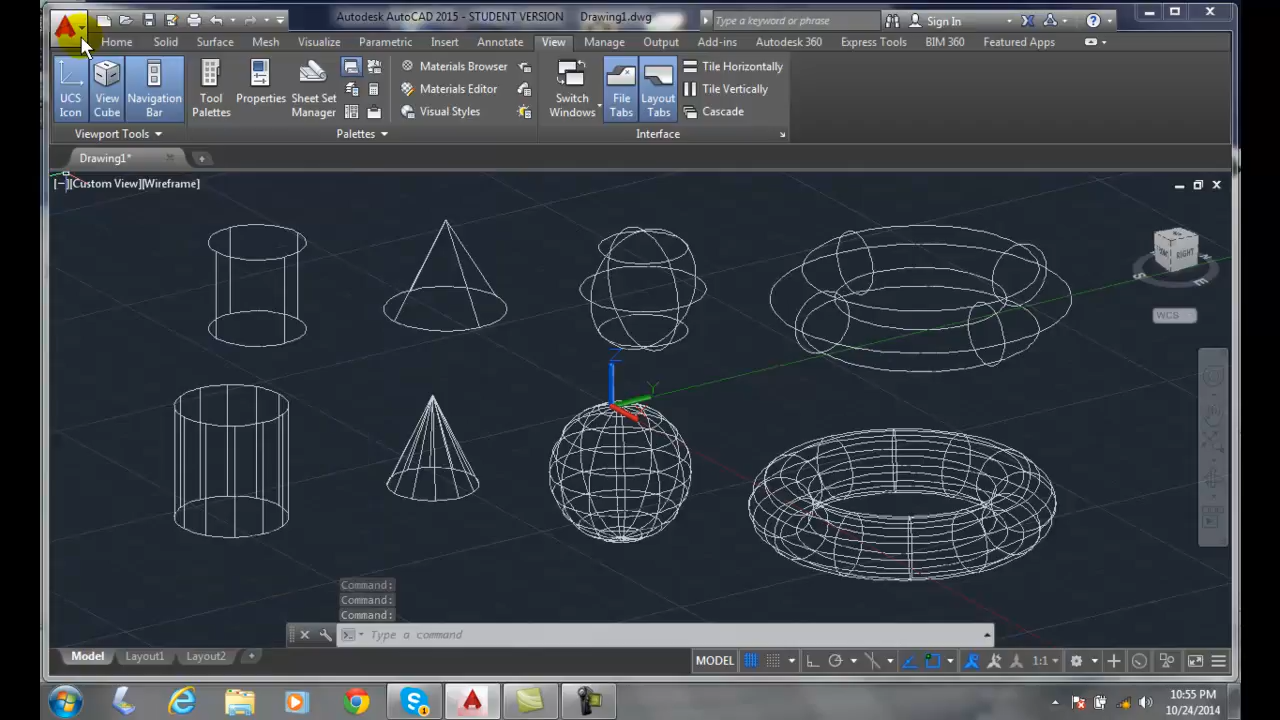 Autodesk AutoCAD 2015 - STUDENT VERSION Drawing1.dwg
Type a keyword or phrase
Sign In
Home Solid Surface Mesh Visualize Parametric Insert Annotate View Manage Output Add-ins Autodesk 360 Express Tools BIM 360 Featured Apps
UCS Icon
View Cube
Navigation Bar
Tool Palettes
Properties
Sheet Set Manager
Materials Browser
Materials Editor
Visual Styles
Switch Windows
File Tabs
Layout Tabs
Tile Horizontally
Tile Vertically
Cascade
Viewport Tools
Palettes
Interface
Drawing1*
[−][Custom View][Wireframe]
RIGHT
S
E
N
WCS
Z
Y
Command:
Command:
Command:
Type a command
Model Layout1 Layout2
MODEL
1:1
10:55 PM
10/24/2014